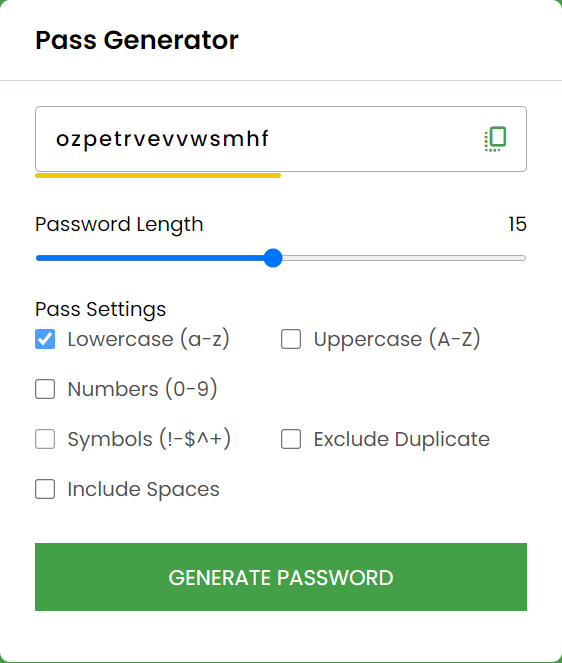 Pass Generator
ozpetrvevvwsmhf
Password Length 15
Pass Settings
Lowercase (a-z) Uppercase (A-Z)
Numbers (0-9)
Symbols (!-$^+) Exclude Duplicate
Include Spaces
GENERATE PASSWORD